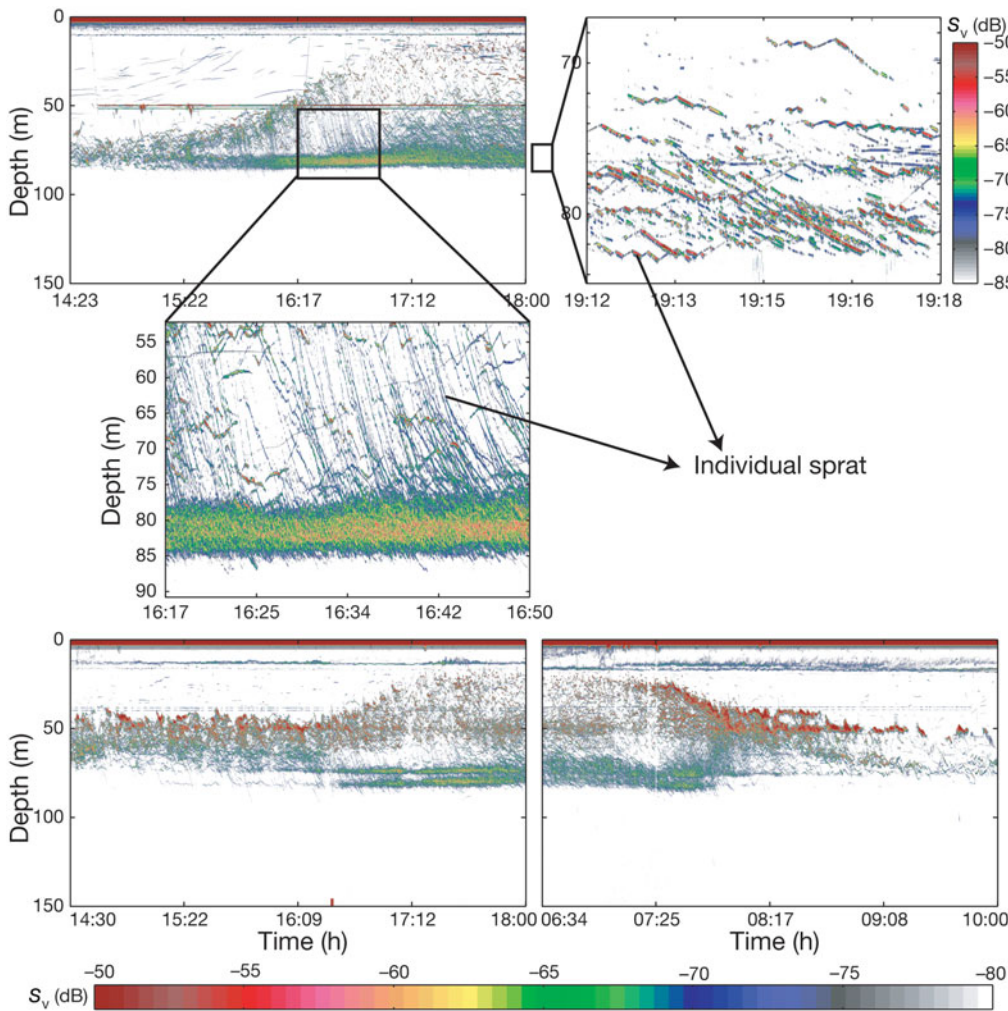 Depth (m)
0
50
100
150
14:23 15:22 16:17 17:12 18:00
70
80
19:12 19:13 19:15 19:16 19:18
Sv (dB)
−50
−55
−60
−65
−70
−75
−80
−85
Depth (m)
55
60
65
70
75
80
85
90
16:17 16:25 16:34 16:42 16:50
Individual sprat
Depth (m)
0
50
100
150
14:30 15:22 16:09 17:12 18:00
Time (h)
0
50
100
150
06:34 07:25 08:17 09:08 10:00
Time (h)
−50 −55 −60 −65 −70 −75 −80
Sv (dB)